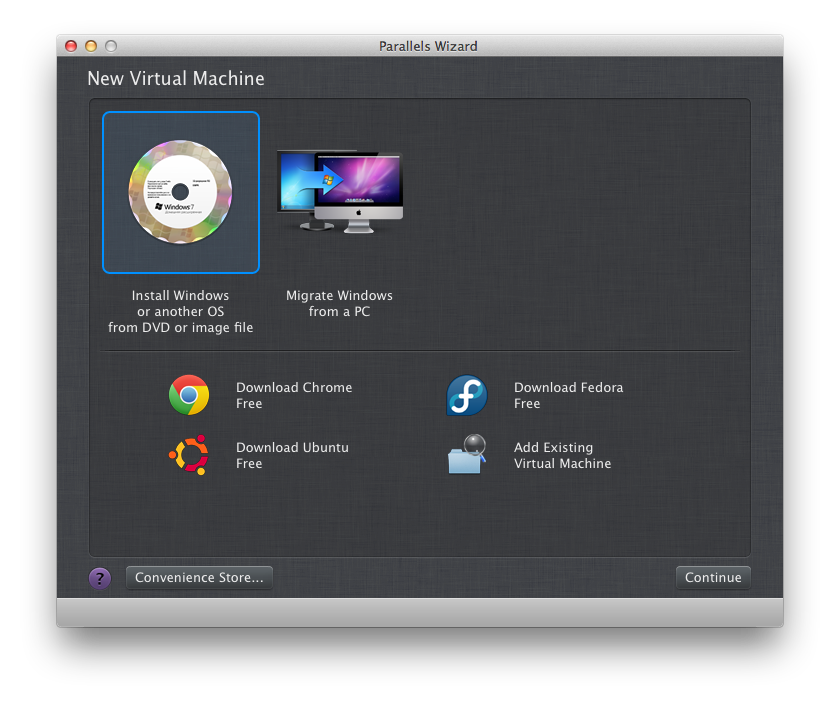 Parallels Wizard
New Virtual Machine
Windows 7
Install Windows
or another OS
from DVD or image file
Migrate Windows
from a PC
Download Chrome
Free
Download Fedora
Free
Download Ubuntu
Free
Add Existing
Virtual Machine
?
Convenience Store...
Continue